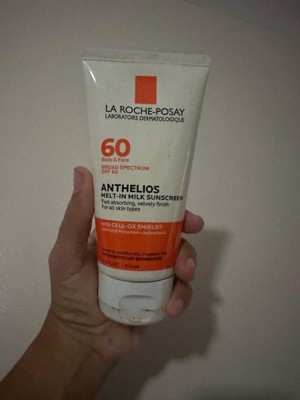 LA ROCHE-POSAY
LABORATOIRE DERMATOLOGIQUE
60
Body & Face
BROAD SPECTRUM
SPF 60
ANTHELIOS
MELT-IN MILK SUNSCREEN
Fast absorbing, velvety finish
For all skin types
with CELL-OX SHIELD®